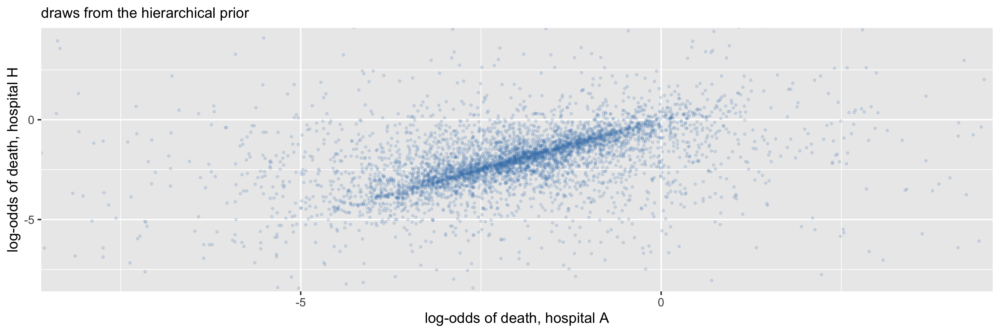 draws from the hierarchical prior
log-odds of death, hospital H
0
-5
-5
0
log-odds of death, hospital A